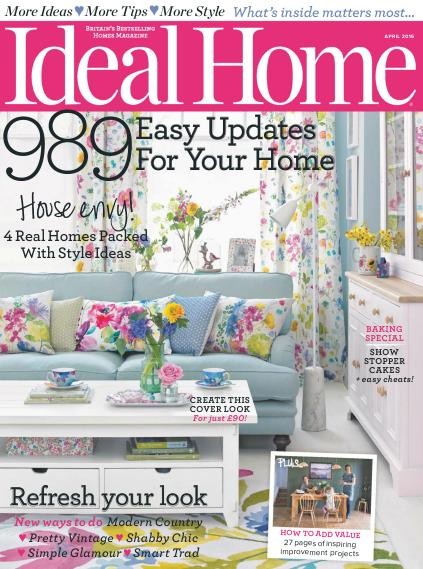 More Ideas ♥ More Tips ♥ More Style What's inside matters most...
Britain's Bestselling
Homes Magazine
APRIL 2016
Ideal Home
989 Easy Updates
For Your Home
House envy!
4 Real Homes Packed
With Style Ideas
BAKING
SPECIAL
SHOW
STOPPER
CAKES
+ easy cheats!
CREATE THIS
COVER LOOK
For just £90!
Refresh your look
New ways to do Modern Country
♥ Pretty Vintage ♥ Shabby Chic
♥ Simple Glamour ♥ Smart Trad
PLUS
HOW TO ADD VALUE
27 pages of inspiring
improvement projects